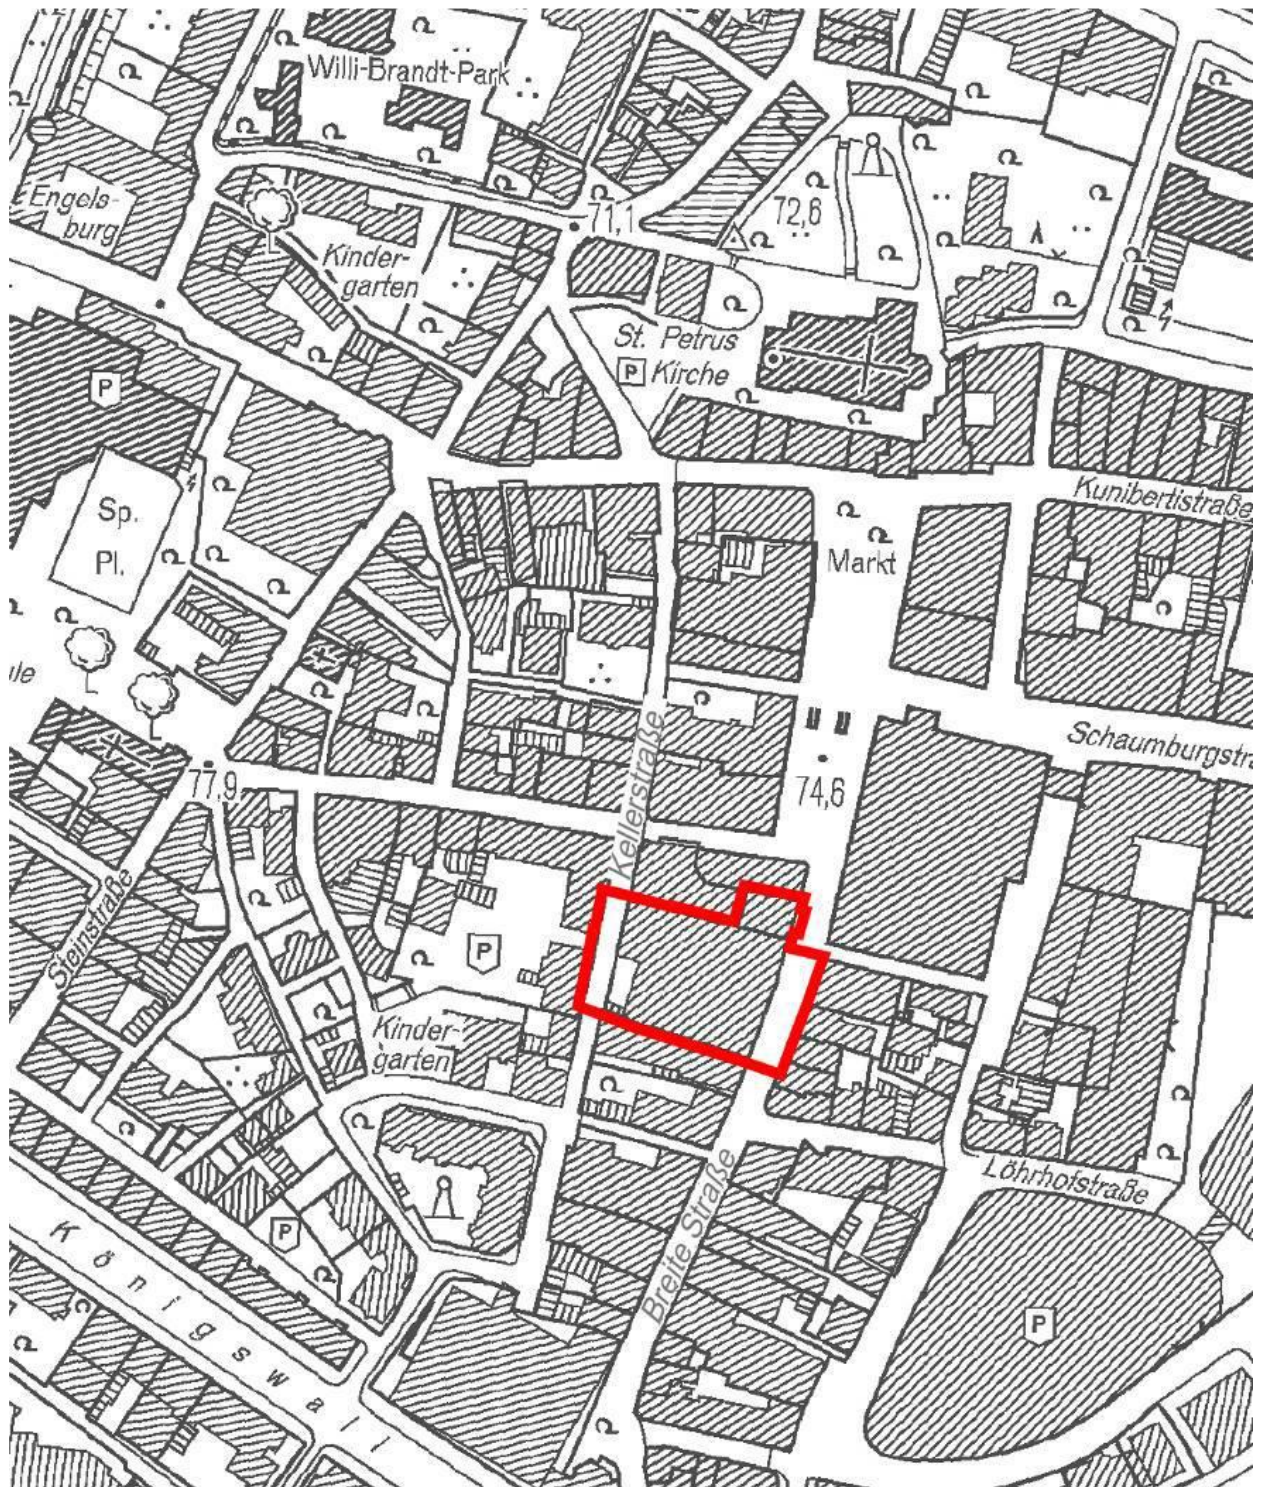 Willi-Brandt-Park
Engels-
burg
71,1
72,6
Kinder-
garten
St. Petrus
P Kirche
P
Kunibertistraße
Sp.
Pl.
Markt
ule
Kellerstraße
Schaumburgstra
77,9
74,6
Steinstraße
P
Kinder-
garten
Löhrhofstraße
Breite Straße
P
Königswall
P